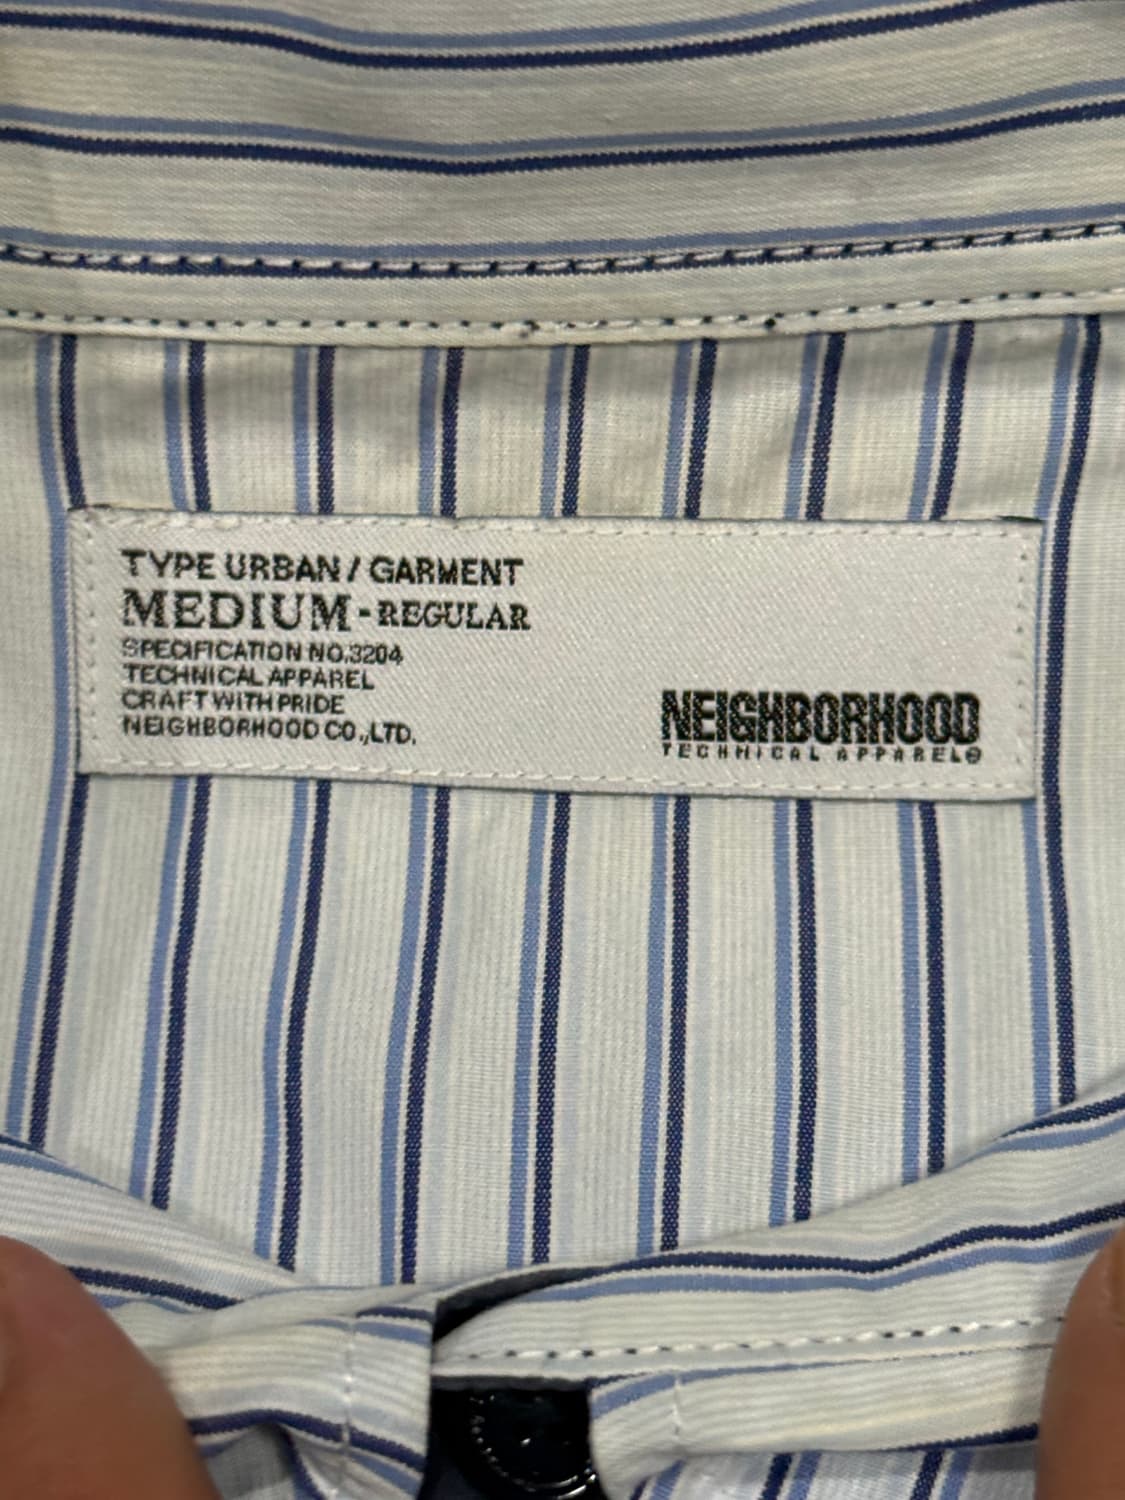 TYPE URBAN / GARMENT
MEDIUM - REGULAR
SPECIFICATION NO.3204
TECHNICAL APPAREL
CRAFT WITH PRIDE
NEIGHBORHOOD CO.,LTD.
NEIGHBORHOOD
TECHNICAL APPAREL®